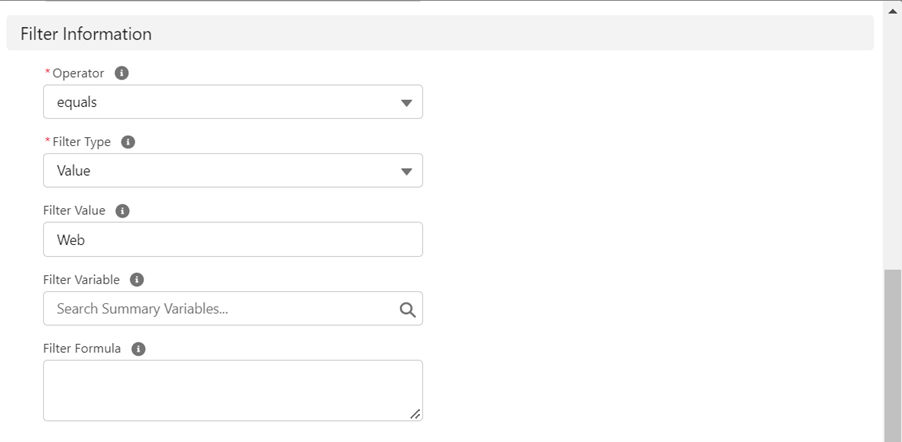 Filter Information
*Operator
equals
*Filter Type
Value
Filter Value
Web
Filter Variable
Search Summary Variables...
Filter Formula